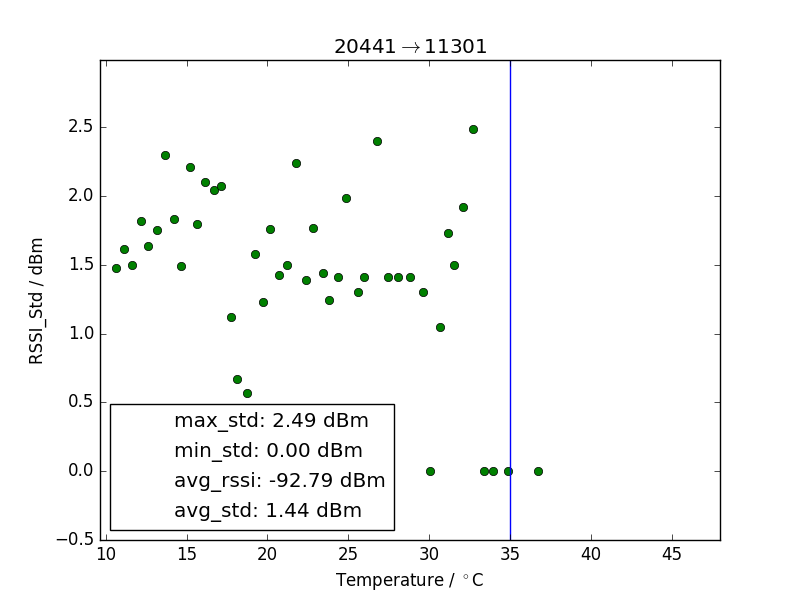 20441→11301
2.5
2.0
1.5
1.0
0.5
0.0
−0.5
RSSI_Std / dBm
max_std: 2.49 dBm
min_std: 0.00 dBm
avg_rssi: -92.79 dBm
avg_std: 1.44 dBm
10 15 20 25 30 35 40 45
Temperature / °C